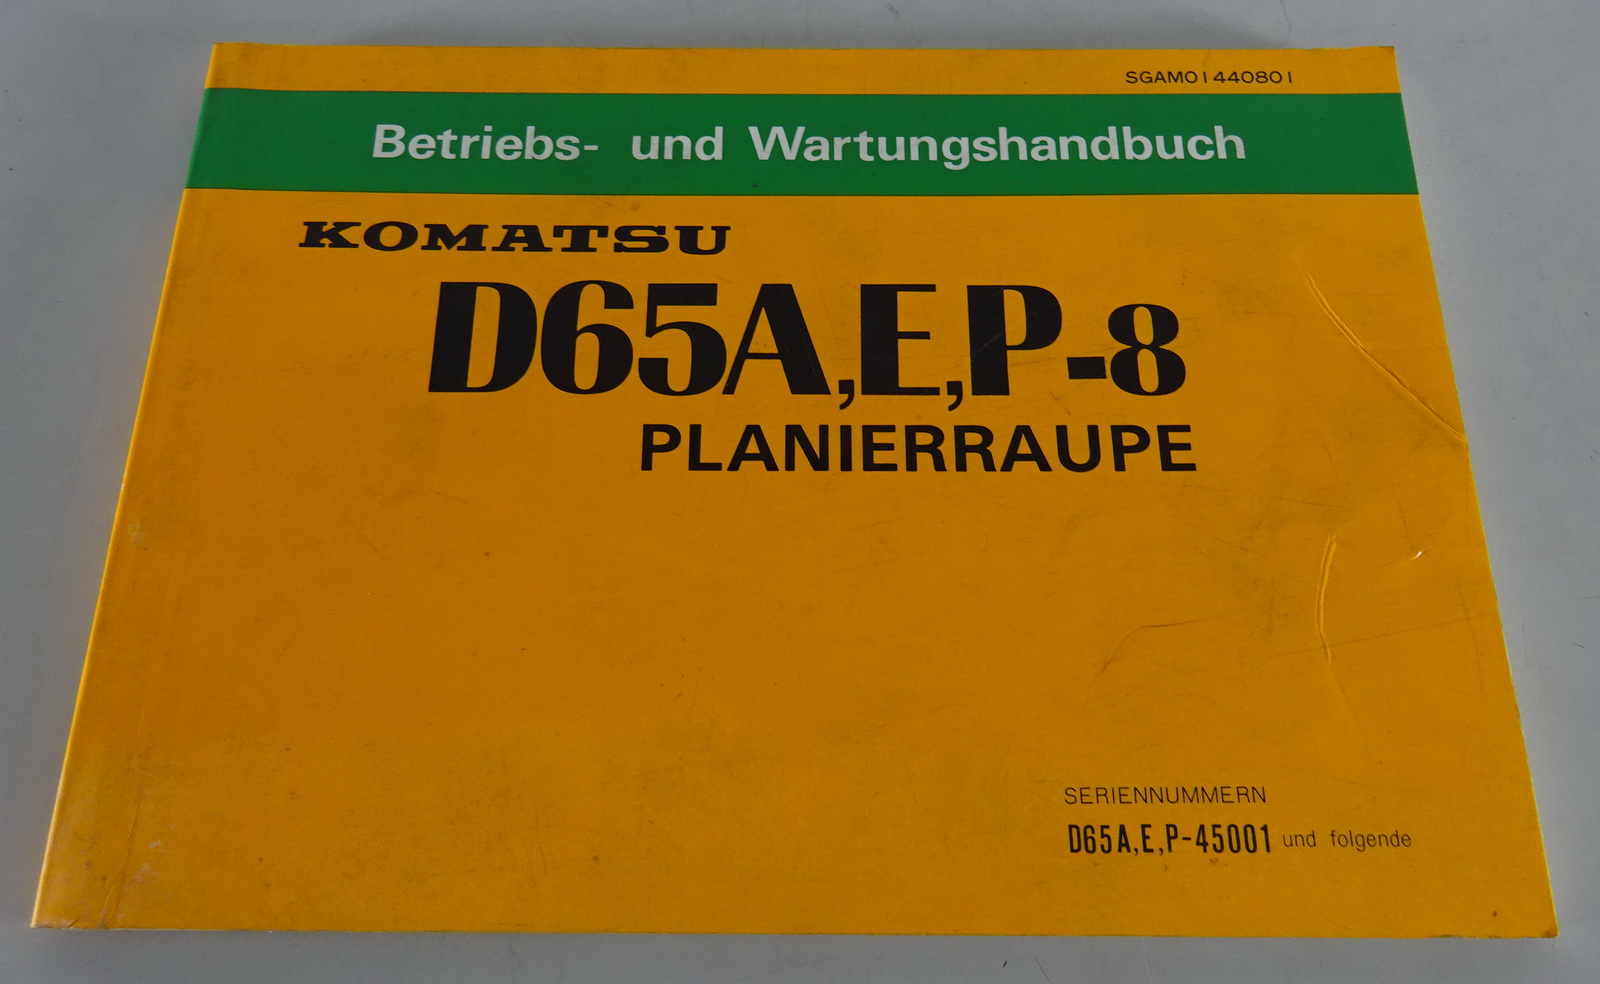 SGAM01440801
Betriebs- und Wartungshandbuch
KOMATSU
D65A,E,P-8
PLANIERRAUPE
SERIENNUMMERN
D65A,E,P-45001 und folgende